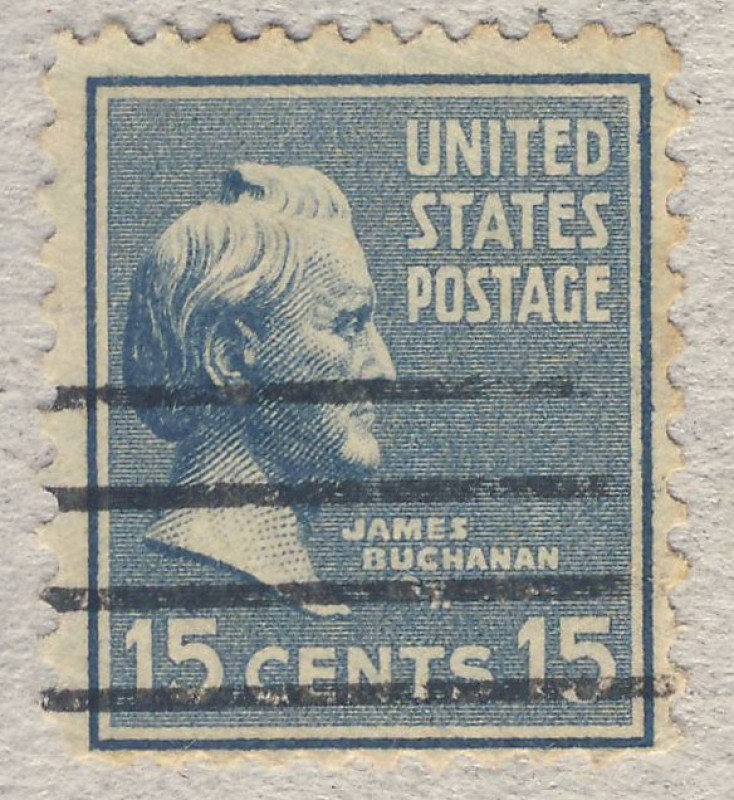 UNITED
STATES
POSTAGE
JAMES
BUCHANAN
15 CENTS 15